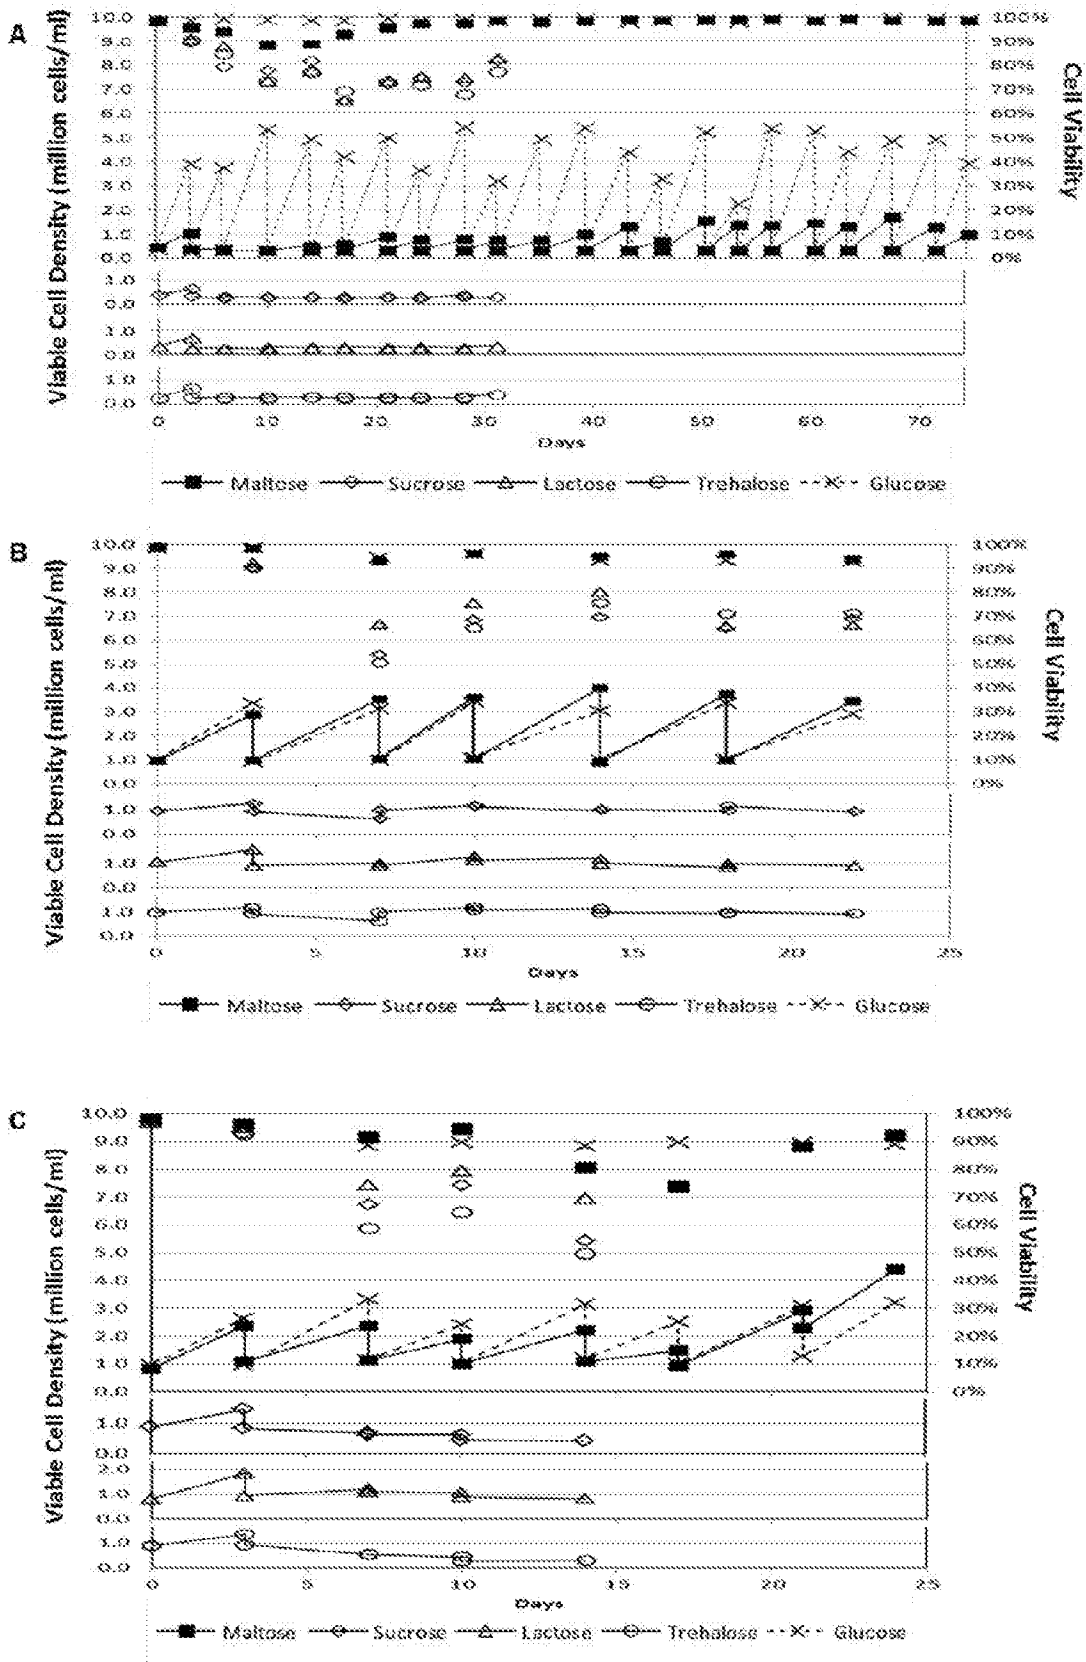 A
10.0 100%
9.0 90%
8.0 80%
7.0 70%
6.0 60%
5.0 50%
4.0 40%
3.0 30%
2.0 20%
1.0 10%
0.0 0%
1.0
0.0
1.0
0.0
1.0
0.0
0 10 20 30 40 50 60 70
Days
Viable Cell Density (million cells/ml)
Cell Viability
Maltose Sucrose Lactose Trehalose Glucose
B
10.0 100%
9.0 90%
8.0 80%
7.0 70%
6.0 60%
5.0 50%
4.0 40%
3.0 30%
2.0 20%
1.0 10%
0.0 0%
1.0
0.0
1.0
0.0
1.0
0.0
0 5 10 15 20 25
Days
Viable Cell Density (million cells/ml)
Cell Viability
Maltose Sucrose Lactose Trehalose Glucose
C
10.0 100%
9.0 90%
8.0 80%
7.0 70%
6.0 60%
5.0 50%
4.0 40%
3.0 30%
2.0 20%
1.0 10%
0.0 0%
1.0
0.0
2.0
1.0
0.0
1.0
0.0
0 5 10 15 20 25
Days
Viable Cell Density (million cells/ml)
Cell Viability
Maltose Sucrose Lactose Trehalose Glucose